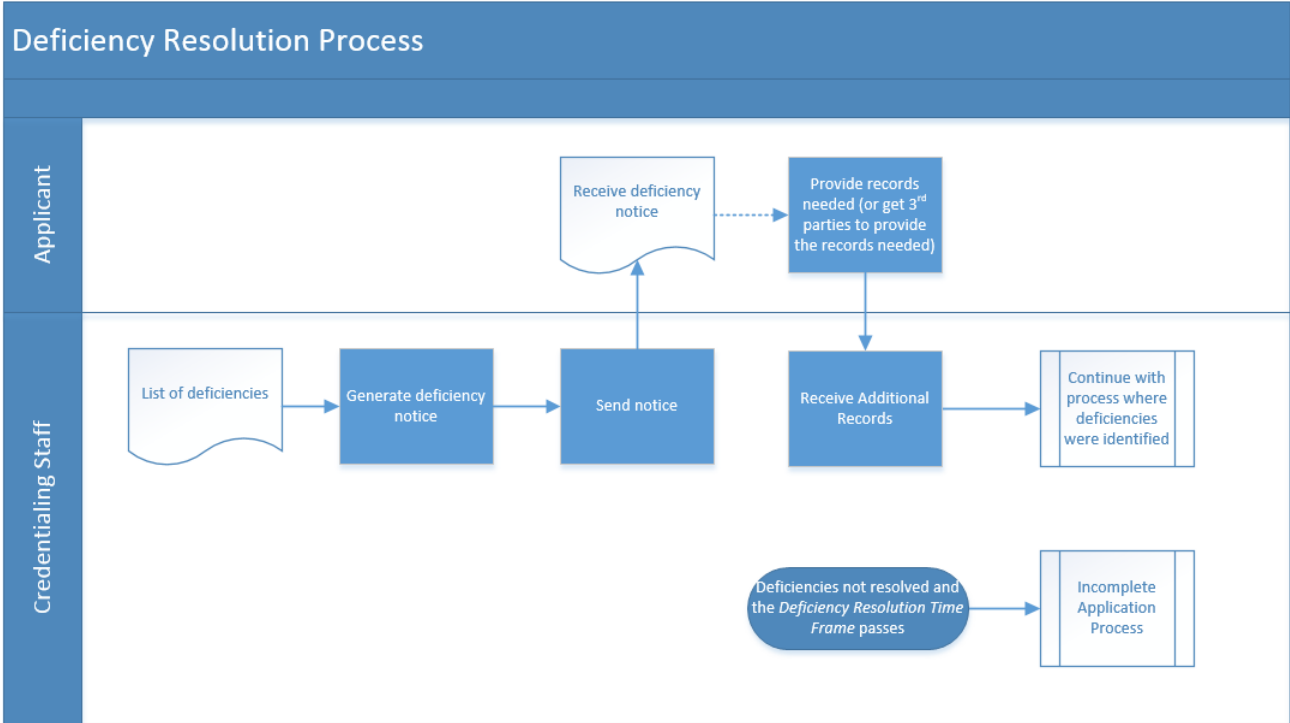 Deficiency Resolution Process
Applicant
Receive deficiency
notice
Provide records
needed (or get 3rd
parties to provide
the records needed)
Credentialing Staff
List of deficiencies
Generate deficiency
notice
Send notice
Receive Additional
Records
Continue with
process where
deficiencies
were identified
Deficiencies not resolved and
the Deficiency Resolution Time
Frame passes
Incomplete
Application
Process